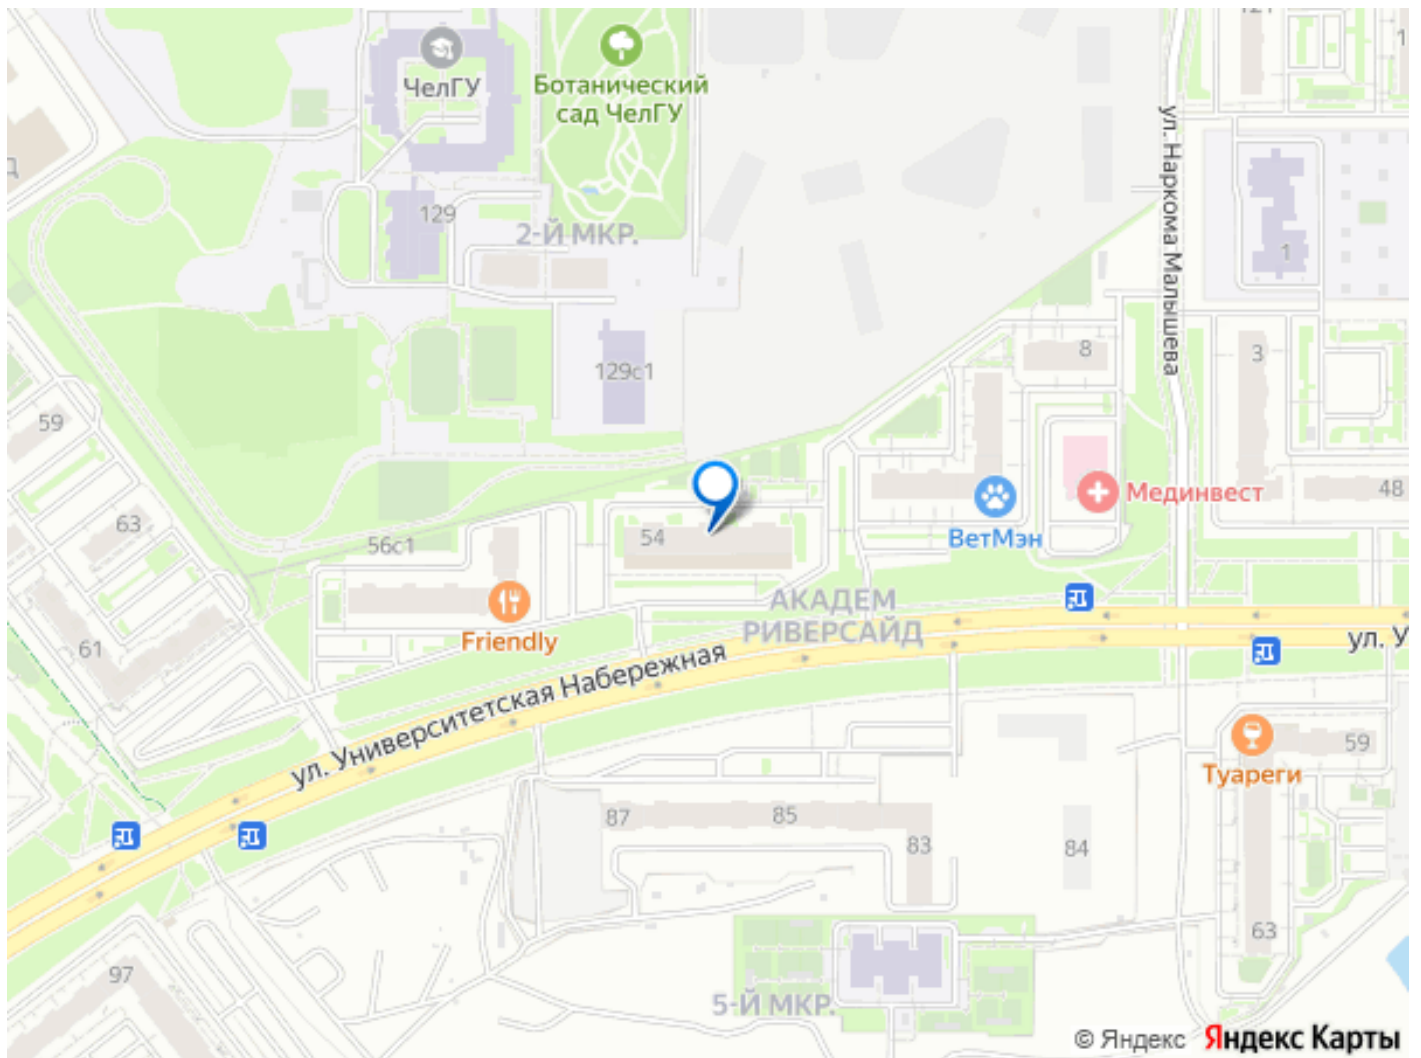 ЧелГУ
Ботанический
сад ЧелГУ
129
2-Й МКР.
129с1
ул. Наркома Малышева
1
8
3
59
63
56с1
54
61
48
Мединвест
ВетМэн
Friendly
АКАДЕМ
РИВЕРСАЙД
ул. Университетская Набережная
ул. У
Туареги
59
87
85
83
84
63
97
5-Й МКР.
© Яндекс Яндекс Карты